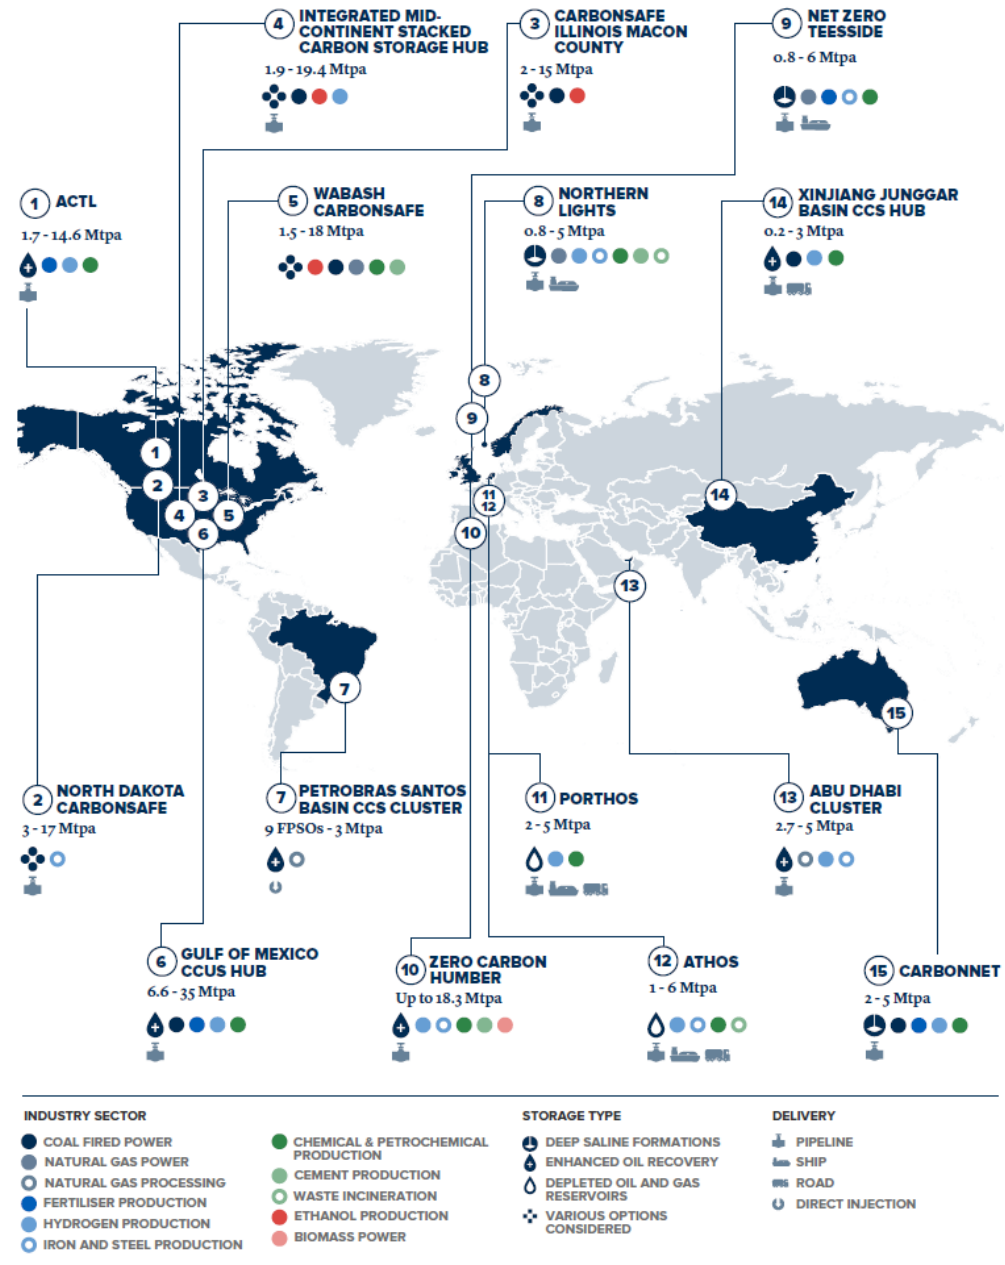 4 INTEGRATED MID-
CONTINENT STACKED
CARBON STORAGE HUB
1.9 - 19.4 Mtpa
3 CARBONSAFE
ILLINOIS MACON
COUNTY
2 - 15 Mtpa
9 NET ZERO
TEESSIDE
0.8 - 6 Mtpa
1 ACTL
1.7 - 14.6 Mtpa
5 WABASH
CARBONSAFE
1.5 - 18 Mtpa
8 NORTHERN
LIGHTS
0.8 - 5 Mtpa
14 XINJIANG JUNGGAR
BASIN CCS HUB
0.2 - 3 Mtpa
8
9
1
2
3
4
5
6
11
12
10
14
13
7
15
2 NORTH DAKOTA
CARBONSAFE
3 - 17 Mtpa
7 PETROBRAS SANTOS
BASIN CCS CLUSTER
9 FPSOs - 3 Mtpa
11 PORTHOS
2 - 5 Mtpa
13 ABU DHABI
CLUSTER
2.7 - 5 Mtpa
6 GULF OF MEXICO
CCUS HUB
6.6 - 35 Mtpa
10 ZERO CARBON
HUMBER
Up to 18.3 Mtpa
12 ATHOS
1 - 6 Mtpa
15 CARBONNET
2 - 5 Mtpa
INDUSTRY SECTOR
COAL FIRED POWER
NATURAL GAS POWER
NATURAL GAS PROCESSING
FERTILISER PRODUCTION
HYDROGEN PRODUCTION
IRON AND STEEL PRODUCTION
CHEMICAL & PETROCHEMICAL
PRODUCTION
CEMENT PRODUCTION
WASTE INCINERATION
ETHANOL PRODUCTION
BIOMASS POWER
STORAGE TYPE
DEEP SALINE FORMATIONS
ENHANCED OIL RECOVERY
DEPLETED OIL AND GAS
RESERVOIRS
VARIOUS OPTIONS
CONSIDERED
DELIVERY
PIPELINE
SHIP
ROAD
DIRECT INJECTION